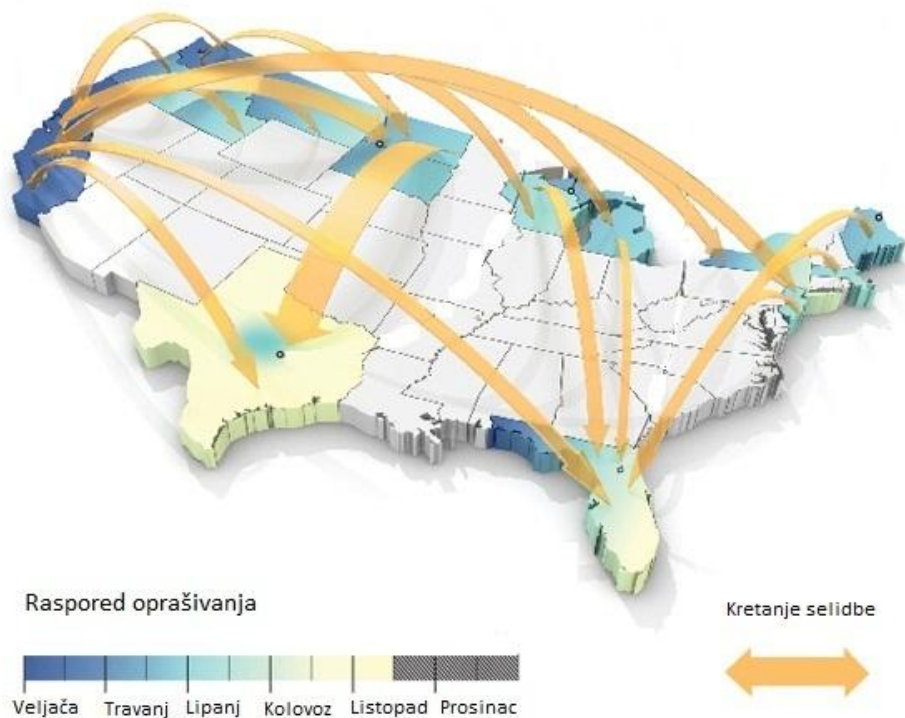 Raspored oprašivanja
Kretanje selidbe
Veljača Travanj Lipanj Kolovoz Listopad Prosinac